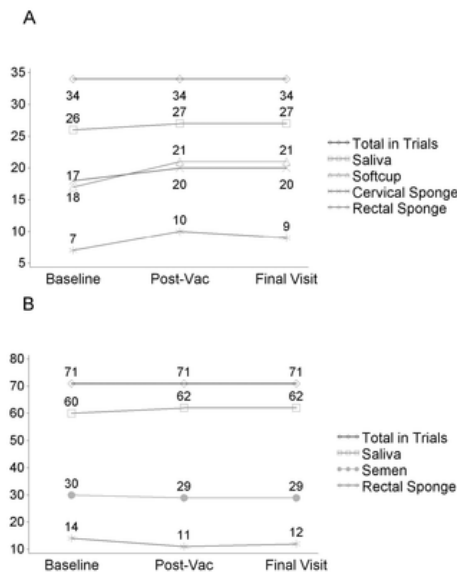 A
35
30
25
20
15
10
5
34 34 34
26 27 27
17 21 21
18 20 20
7 10 9
Baseline Post-Vac Final Visit
Total in Trials
Saliva
Softcup
Cervical Sponge
Rectal Sponge
B
80
70
60
50
40
30
20
10
71 71 71
60 62 62
30 29 29
14 11 12
Baseline Post-Vac Final Visit
Total in Trials
Saliva
Semen
Rectal Sponge